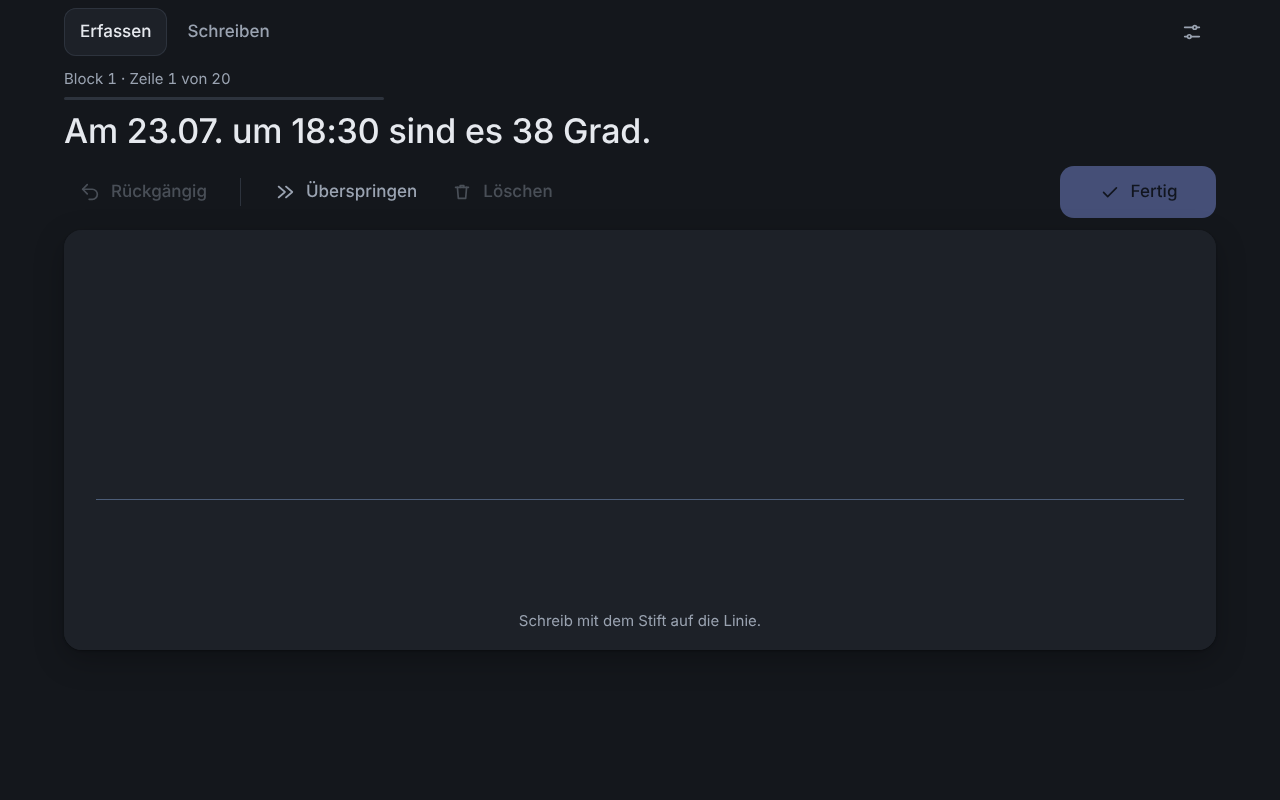 Erfassen Schreiben
Block 1 · Zeile 1 von 20
Am 23.07. um 18:30 sind es 38 Grad.
Rückgängig Überspringen Löschen Fertig
Schreib mit dem Stift auf die Linie.